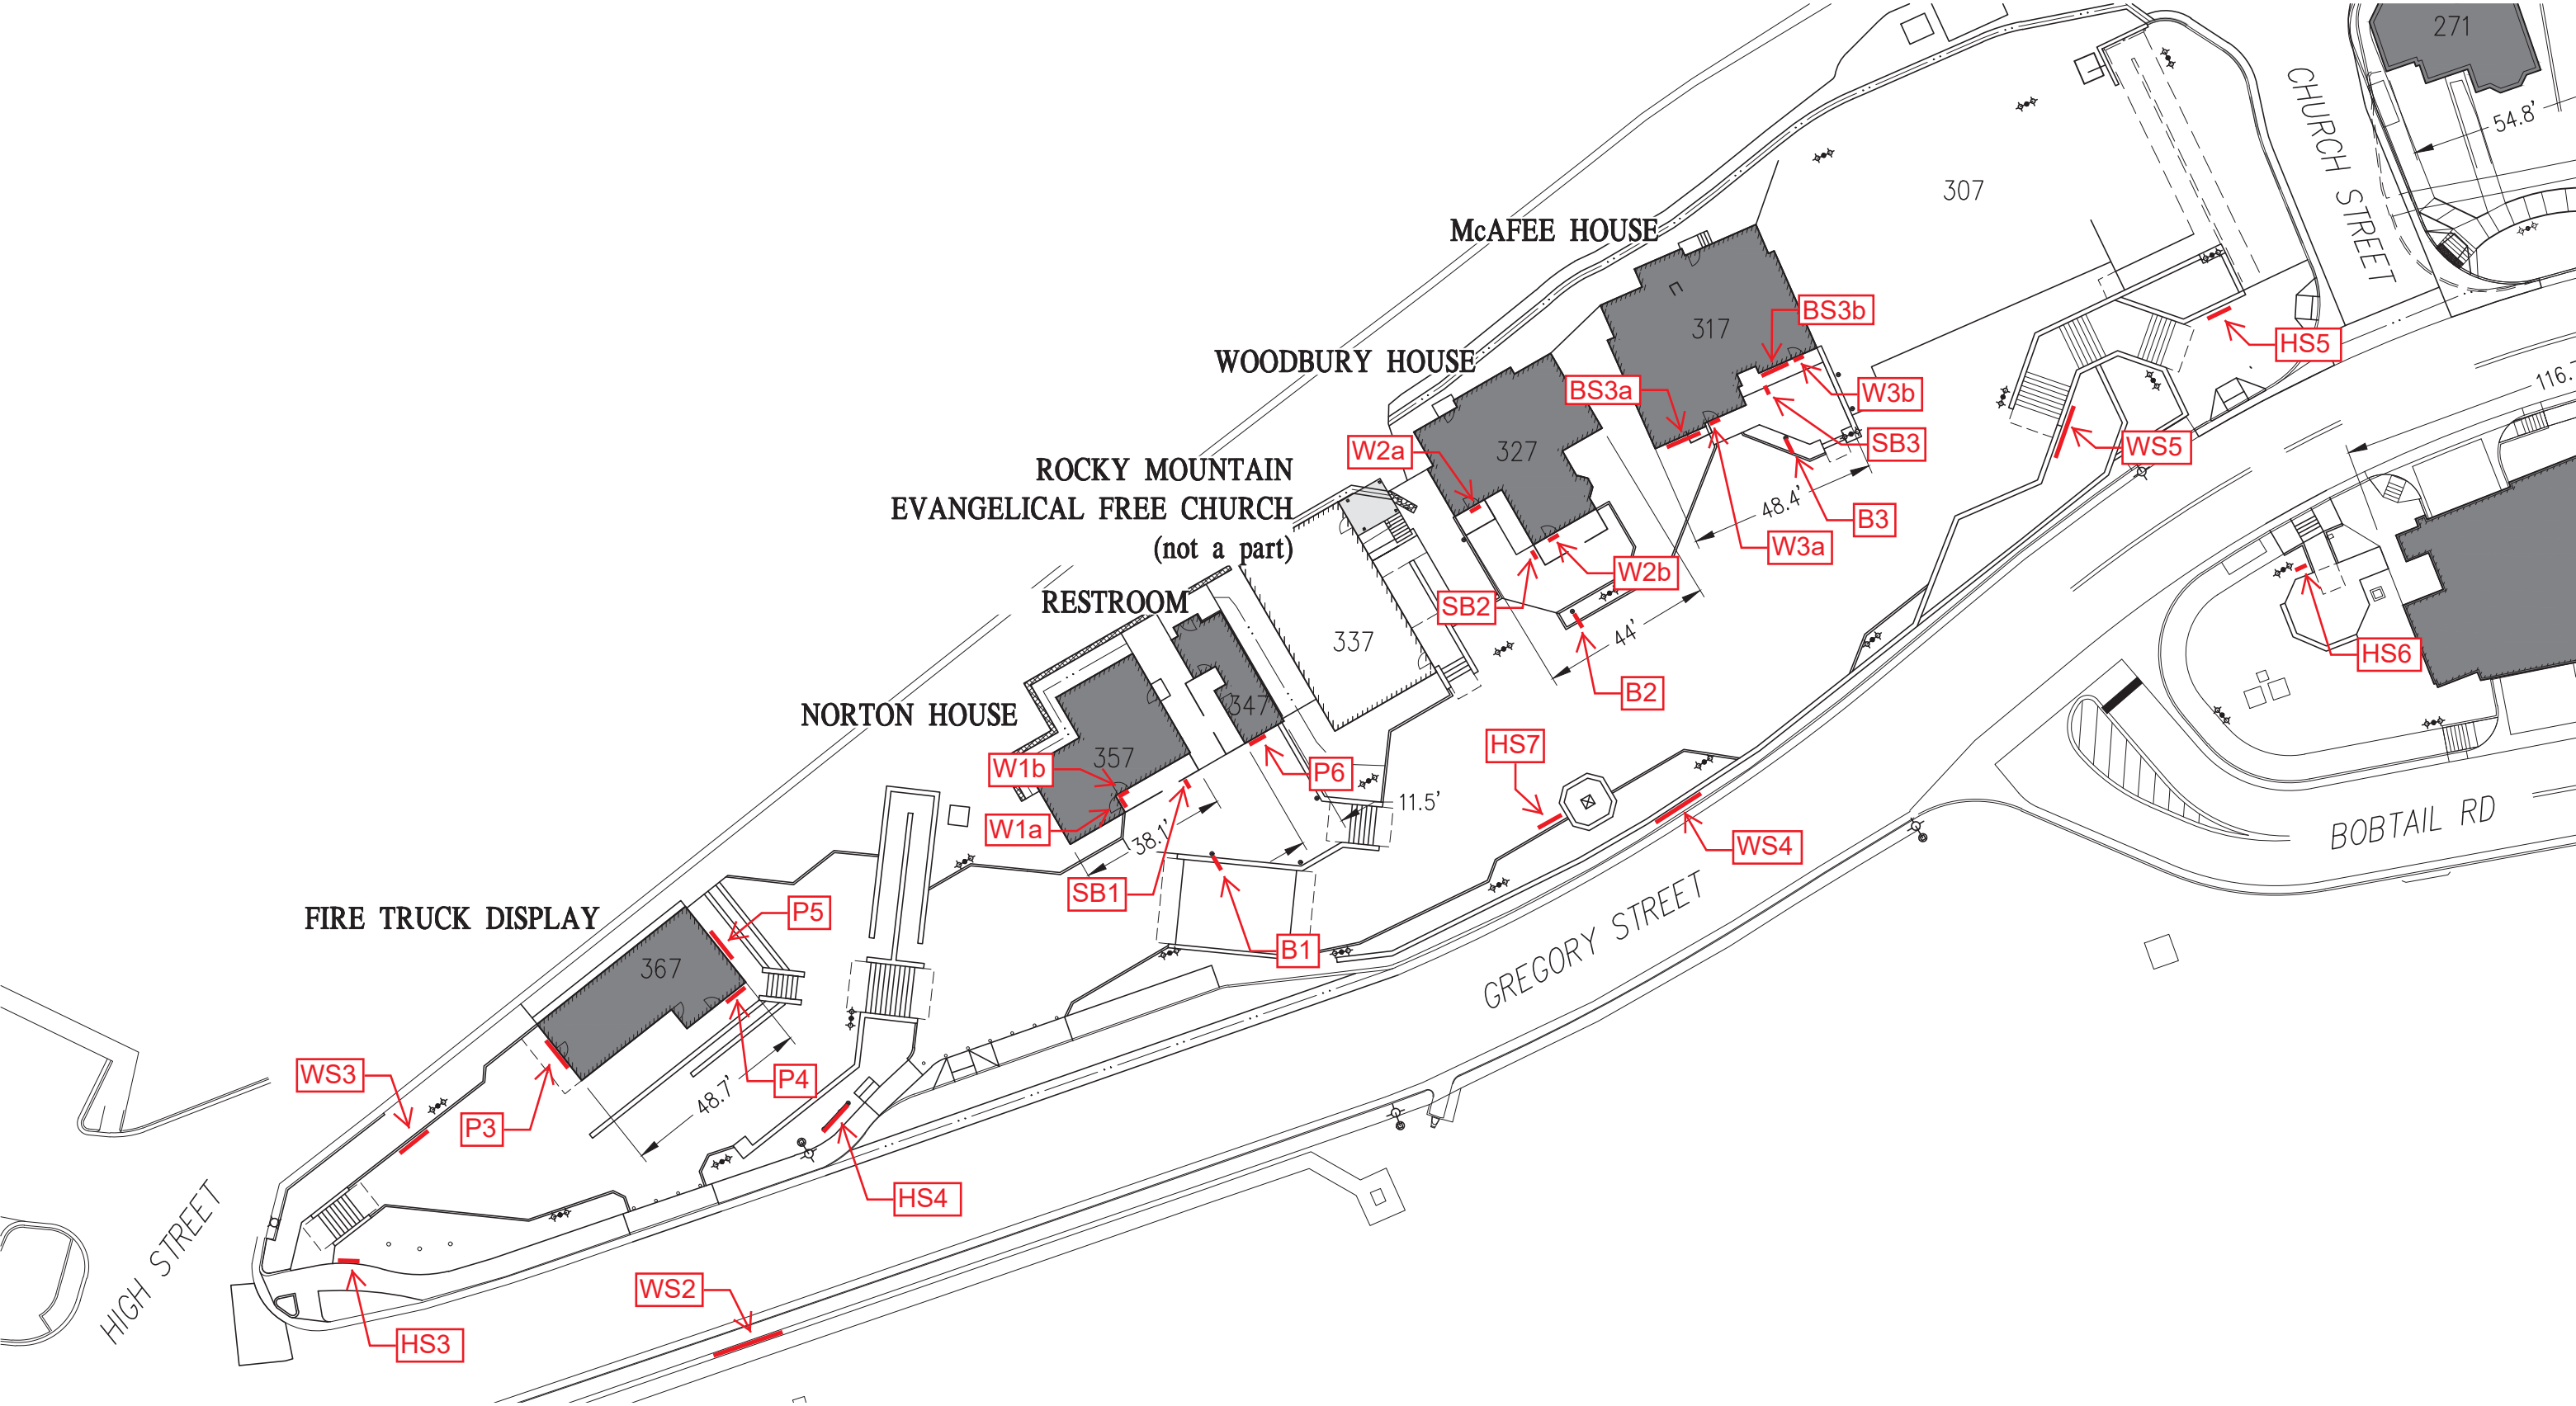 271
54.8'
CHURCH STREET
307
McAFEE HOUSE
BS3b
317
HS5
WOODBURY HOUSE
116.
BS3a
W3b
W2a
327
SB3
WS5
ROCKY MOUNTAIN
EVANGELICAL FREE CHURCH
(not a part)
48.4'
B3
W3a
W2b
RESTROOM
SB2
44'
337
HS6
B2
347
NORTON HOUSE
HS7
357
W1b
P6
11.5'
W1a
38.1'
WS4
BOBTAIL RD
SB1
GREGORY STREET
FIRE TRUCK DISPLAY
P5
B1
367
WS3
P4
48.7'
P3
HS4
HIGH STREET
WS2
HS3